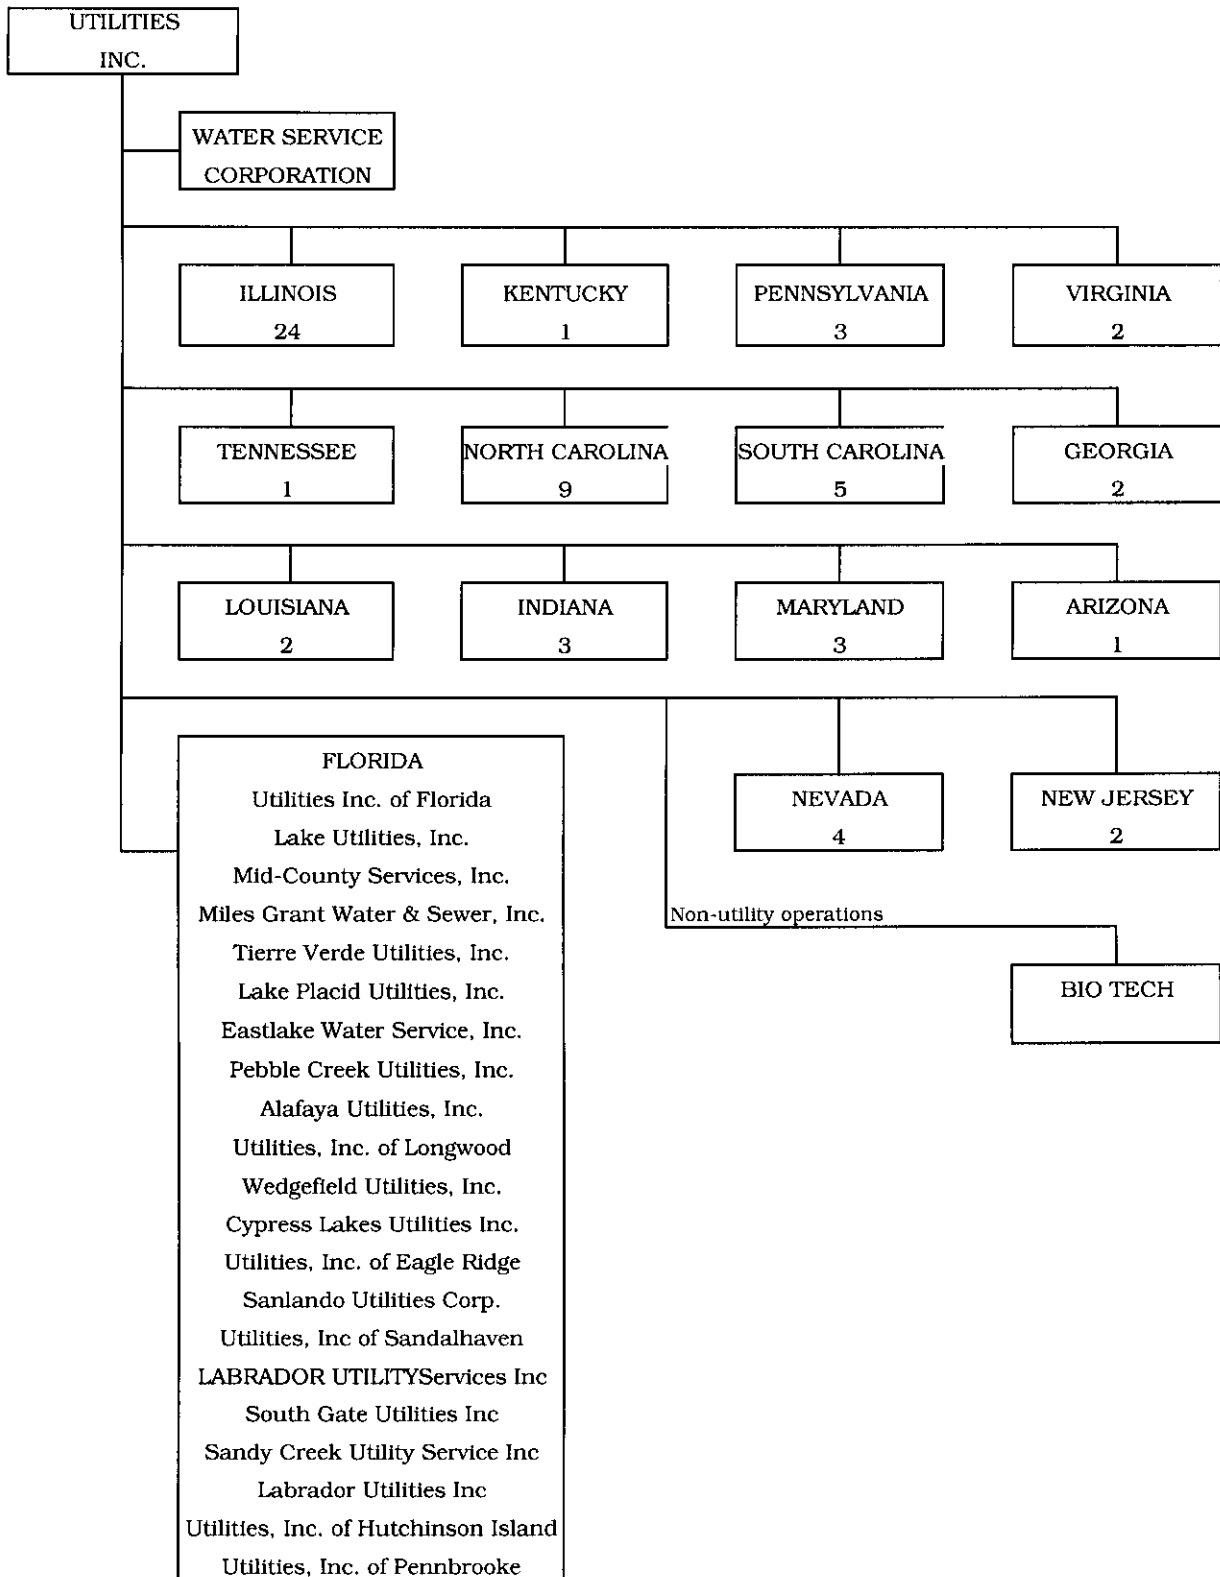 UTILITIES
INC.
WATER SERVICE
CORPORATION
ILLINOIS
24
KENTUCKY
1
PENNSYLVANIA
3
VIRGINIA
2
TENNESSEE
1
NORTH CAROLINA
9
SOUTH CAROLINA
5
GEORGIA
2
LOUISIANA
2
INDIANA
3
MARYLAND
3
ARIZONA
1
FLORIDA
Utilities Inc. of Florida
Lake Utilities, Inc.
Mid-County Services, Inc.
Miles Grant Water & Sewer, Inc.
Tierre Verde Utilities, Inc.
Lake Placid Utilities, Inc.
Eastlake Water Service, Inc.
Pebble Creek Utilities, Inc.
Alafaya Utilities, Inc.
Utilities, Inc. of Longwood
Wedgefield Utilities, Inc.
Cypress Lakes Utilities Inc.
Utilities, Inc. of Eagle Ridge
Sanlando Utilities Corp.
Utilities, Inc of Sandalhaven
LABRADOR UTILITYServices Inc
South Gate Utilities Inc
Sandy Creek Utility Service Inc
Labrador Utilities Inc
Utilities, Inc. of Hutchinson Island
Utilities, Inc. of Pennbrooke
NEVADA
4
NEW JERSEY
2
Non-utility operations
BIO TECH